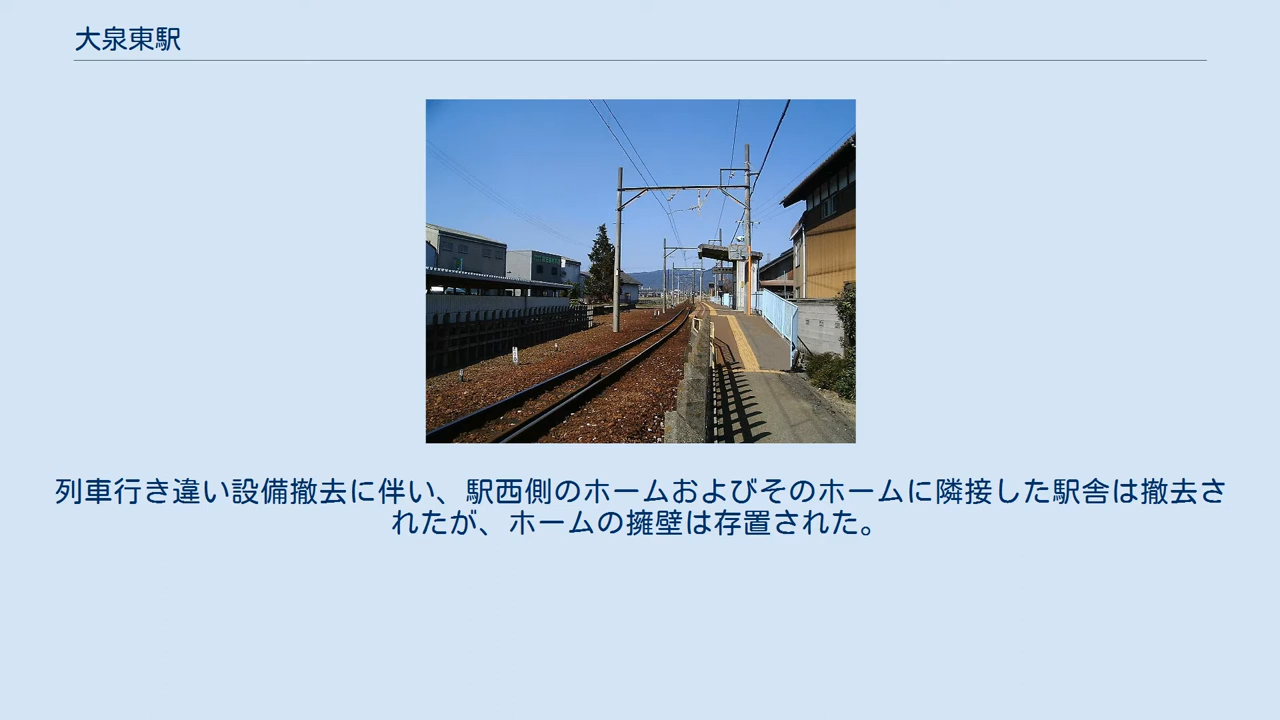 大泉東駅
列車行き違い設備撤去に伴い、駅西側のホームおよびそのホームに隣接した駅舎は撤去さ
れたが、ホームの擁壁は存置された。